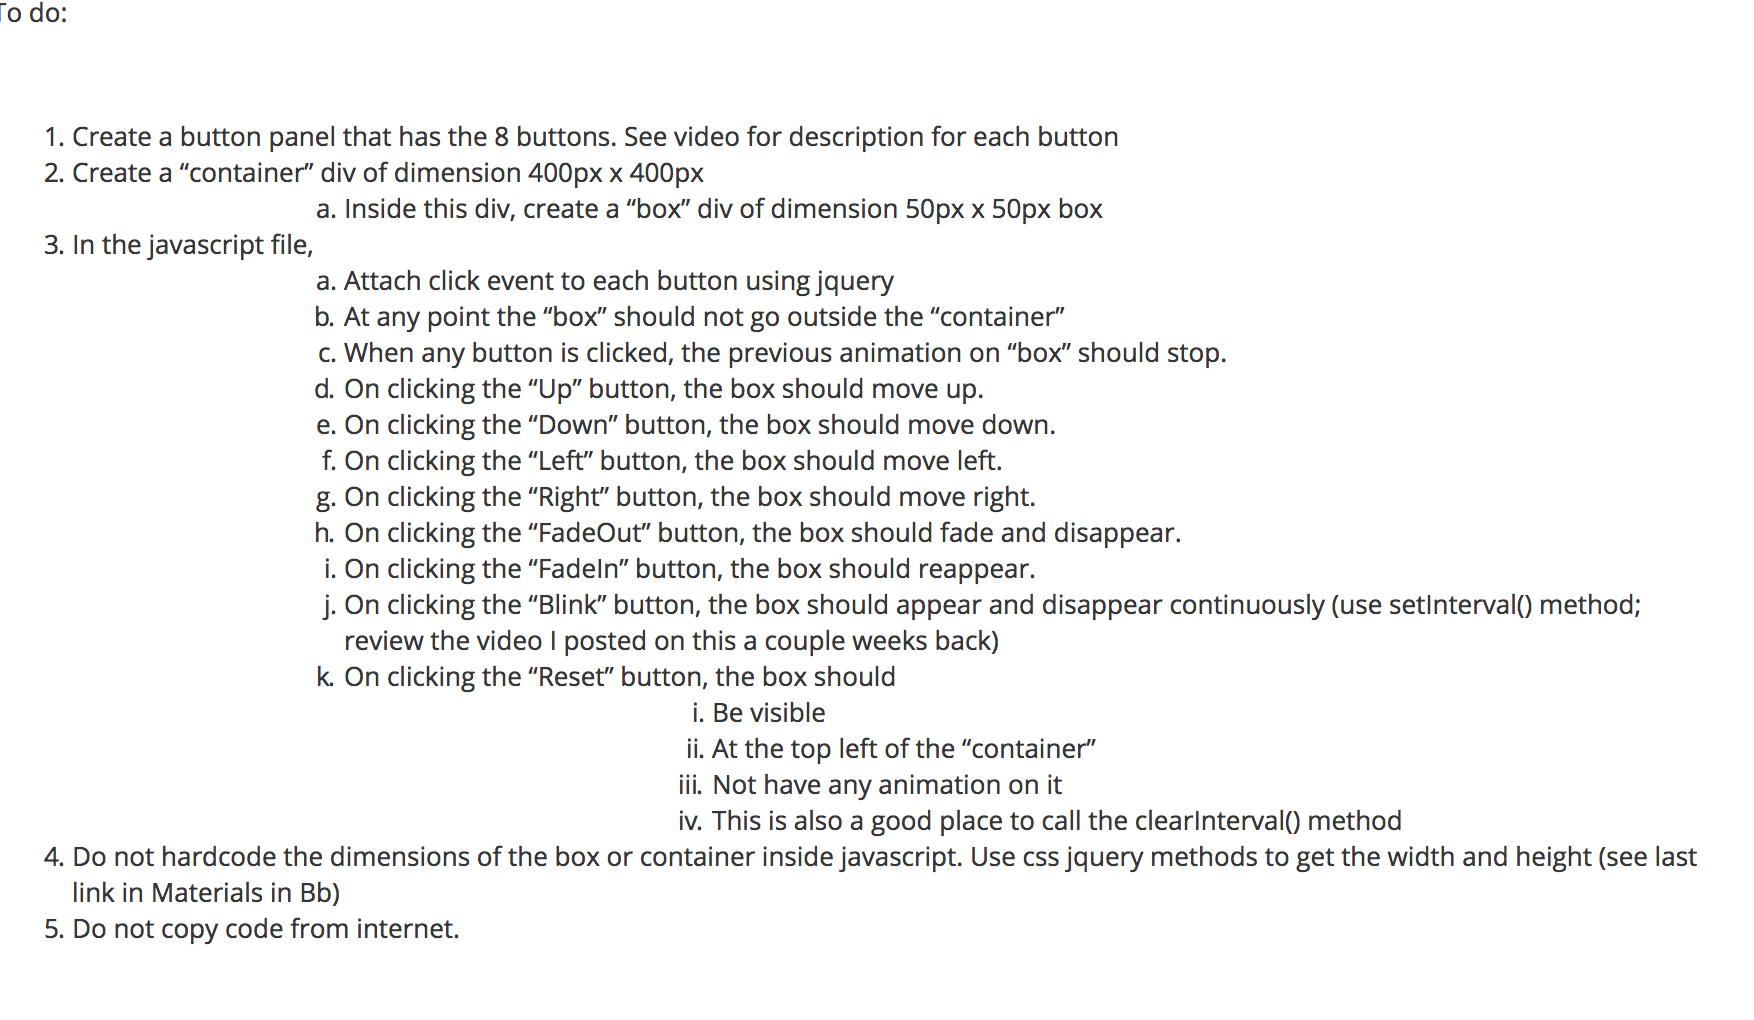 To do:
1. Create a button panel that has the 8 buttons. See video for description for each button
2. Create a “container” div of dimension 400px x 400px
a. Inside this div, create a “box” div of dimension 50px x 50px box
3. In the javascript file,
a. Attach click event to each button using jquery
b. At any point the “box” should not go outside the “container”
c. When any button is clicked, the previous animation on “box” should stop.
d. On clicking the “Up” button, the box should move up.
e. On clicking the “Down” button, the box should move down.
f. On clicking the “Left” button, the box should move left.
g. On clicking the “Right” button, the box should move right.
h. On clicking the “FadeOut” button, the box should fade and disappear.
i. On clicking the “FadeIn” button, the box should reappear.
j. On clicking the “Blink” button, the box should appear and disappear continuously (use setInterval() method;
review the video I posted on this a couple weeks back)
k. On clicking the “Reset” button, the box should
i. Be visible
ii. At the top left of the “container”
iii. Not have any animation on it
iv. This is also a good place to call the clearInterval() method
4. Do not hardcode the dimensions of the box or container inside javascript. Use css jquery methods to get the width and height (see last
link in Materials in Bb)
5. Do not copy code from internet.